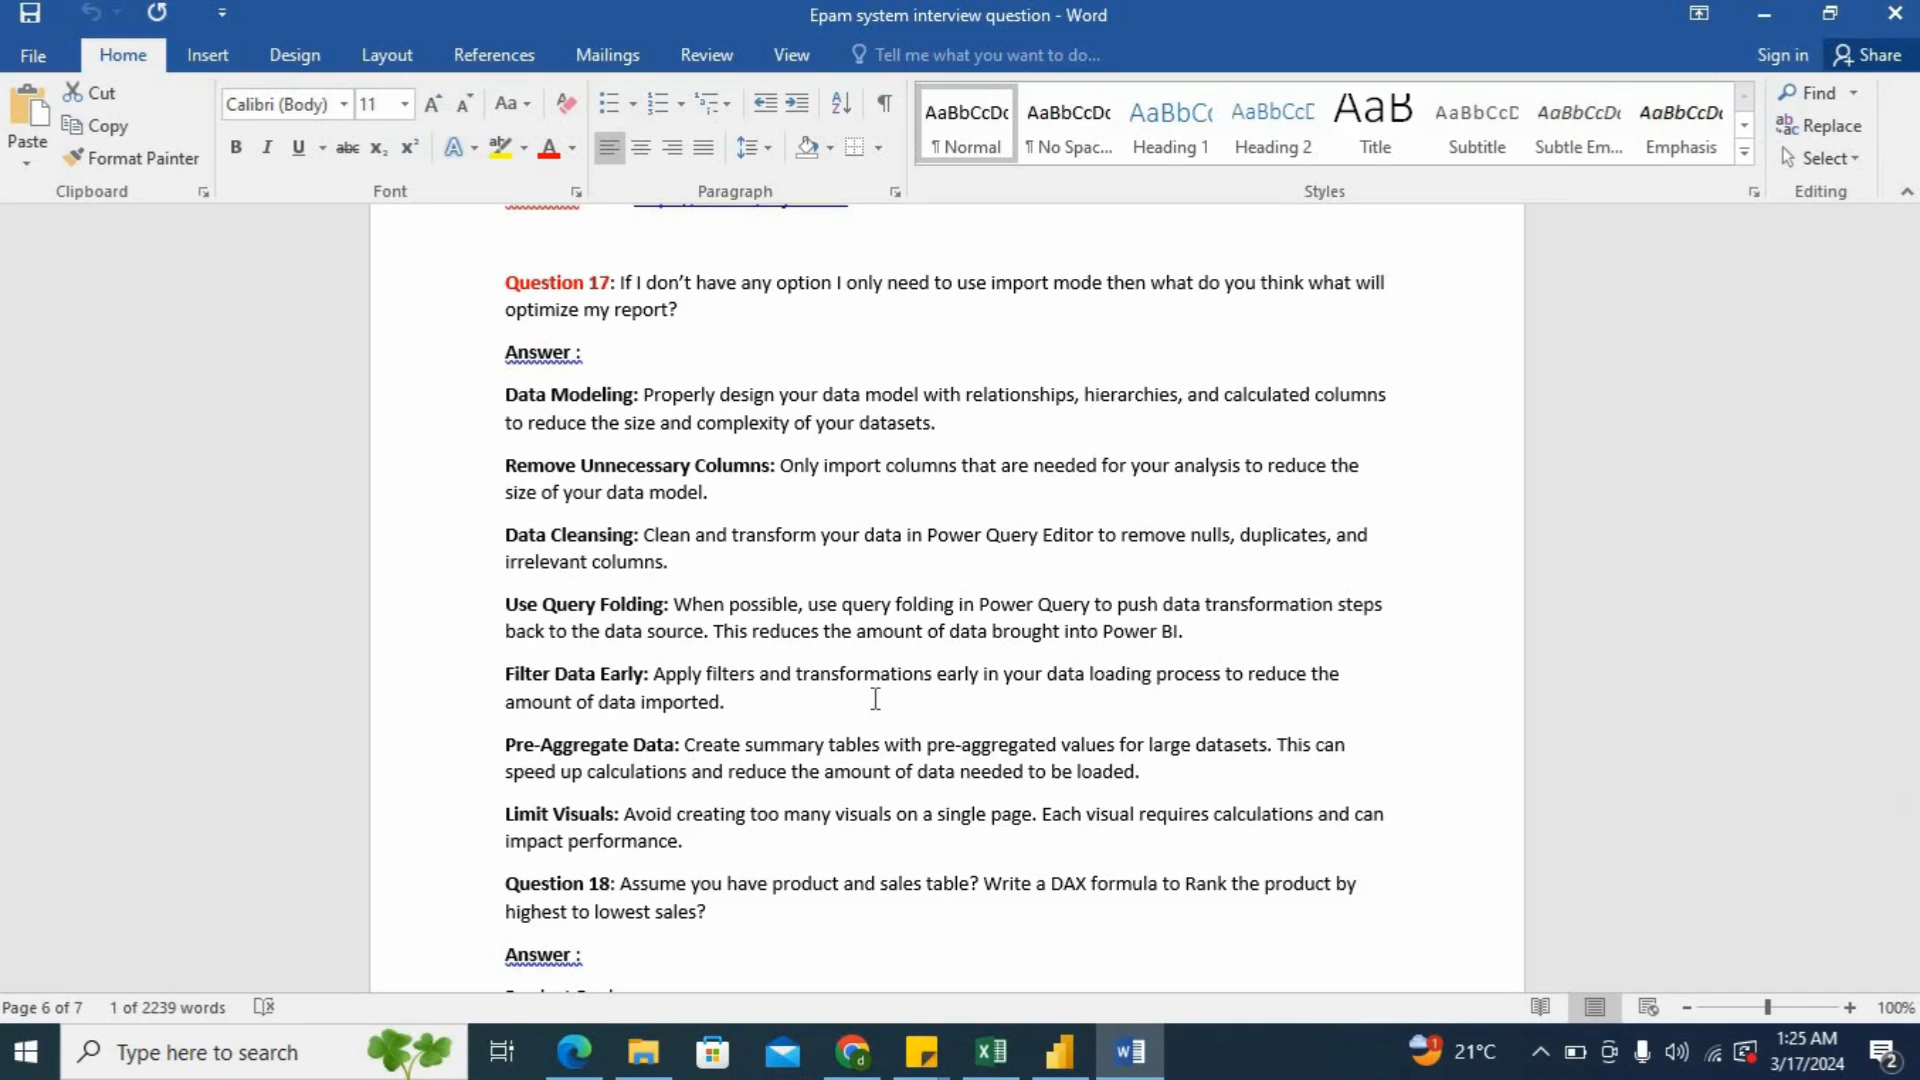 Epam system interview question - Word
File Home Insert Design Layout References Mailings Review View Tell me what you want to do... Sign in Share
Paste
Cut
Copy
Format Painter
Clipboard
Calibri (Body) 11 Aa
B I U abc x₂ x² A ab A
Font
Paragraph
AaBbCcDc AaBbCcDc AaBbCc AaBbCcD AaB AaBbCcD AaBbCcDc AaBbCcDc
¶ Normal ¶ No Spac... Heading 1 Heading 2 Title Subtitle Subtle Em... Emphasis
Styles
Find
Replace
Select
Editing
Question 17: If I don’t have any option I only need to use import mode then what do you think what will
optimize my report?
Answer :
Data Modeling: Properly design your data model with relationships, hierarchies, and calculated columns
to reduce the size and complexity of your datasets.
Remove Unnecessary Columns: Only import columns that are needed for your analysis to reduce the
size of your data model.
Data Cleansing: Clean and transform your data in Power Query Editor to remove nulls, duplicates, and
irrelevant columns.
Use Query Folding: When possible, use query folding in Power Query to push data transformation steps
back to the data source. This reduces the amount of data brought into Power BI.
Filter Data Early: Apply filters and transformations early in your data loading process to reduce the
amount of data imported.
Pre-Aggregate Data: Create summary tables with pre-aggregated values for large datasets. This can
speed up calculations and reduce the amount of data needed to be loaded.
Limit Visuals: Avoid creating too many visuals on a single page. Each visual requires calculations and can
impact performance.
Question 18: Assume you have product and sales table? Write a DAX formula to Rank the product by
highest to lowest sales?
Answer :
Page 6 of 7 1 of 2239 words 100%
Type here to search
21°C
1:25 AM
3/17/2024
2